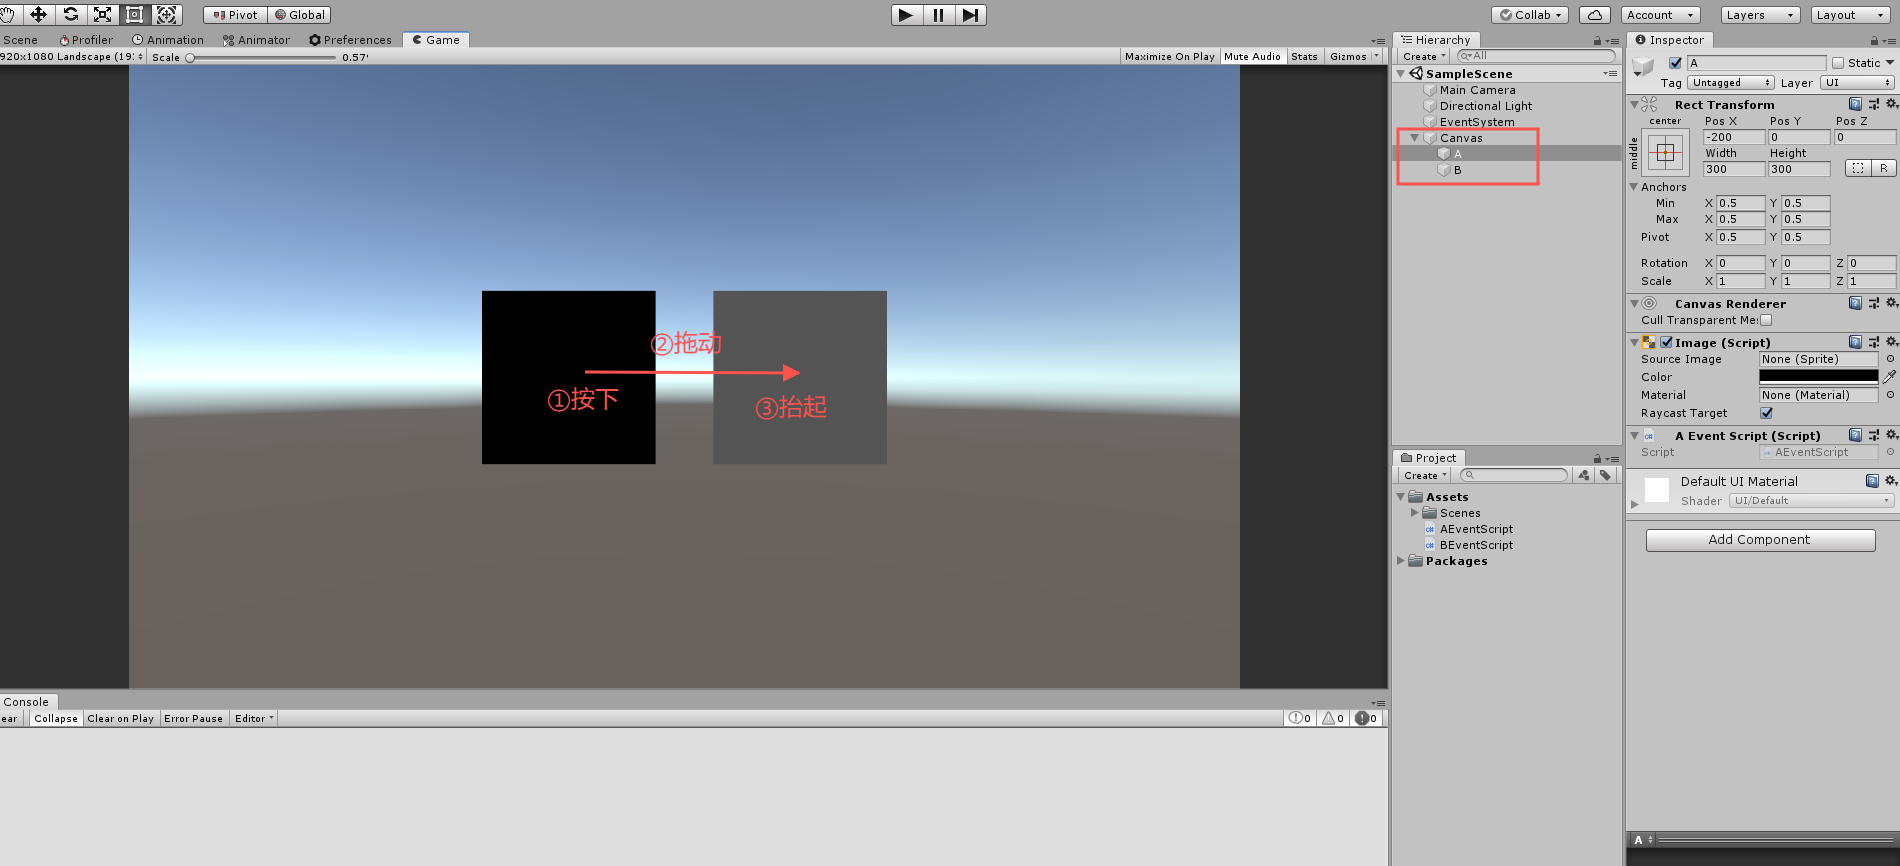 Pivot Global
Collab Account Layers Layout
Scene Profiler Animation Animator Preferences Game
920x1080 Landscape (19: Scale 0.57 Maximize On Play Mute Audio Stats Gizmos
②拖动
①按下
③抬起
Console
ear Collapse Clear on Play Error Pause Editor 0 0 0
Hierarchy
Create All
SampleScene
Main Camera
Directional Light
EventSystem
Canvas
A
B
Project
Create
Assets
Scenes
AEventScript
BEventScript
Packages
Inspector
A Static
Tag Untagged Layer UI
Rect Transform
center Pos X Pos Y Pos Z
middle -200 0 0
Width Height
300 300 R
Anchors
Min X 0.5 Y 0.5
Max X 0.5 Y 0.5
Pivot X 0.5 Y 0.5
Rotation X 0 Y 0 Z 0
Scale X 1 Y 1 Z 1
Canvas Renderer
Cull Transparent Me:
Image (Script)
Source Image None (Sprite)
Color
Material None (Material)
Raycast Target
A Event Script (Script)
Script AEventScript
Default UI Material
Shader UI/Default
Add Component
A